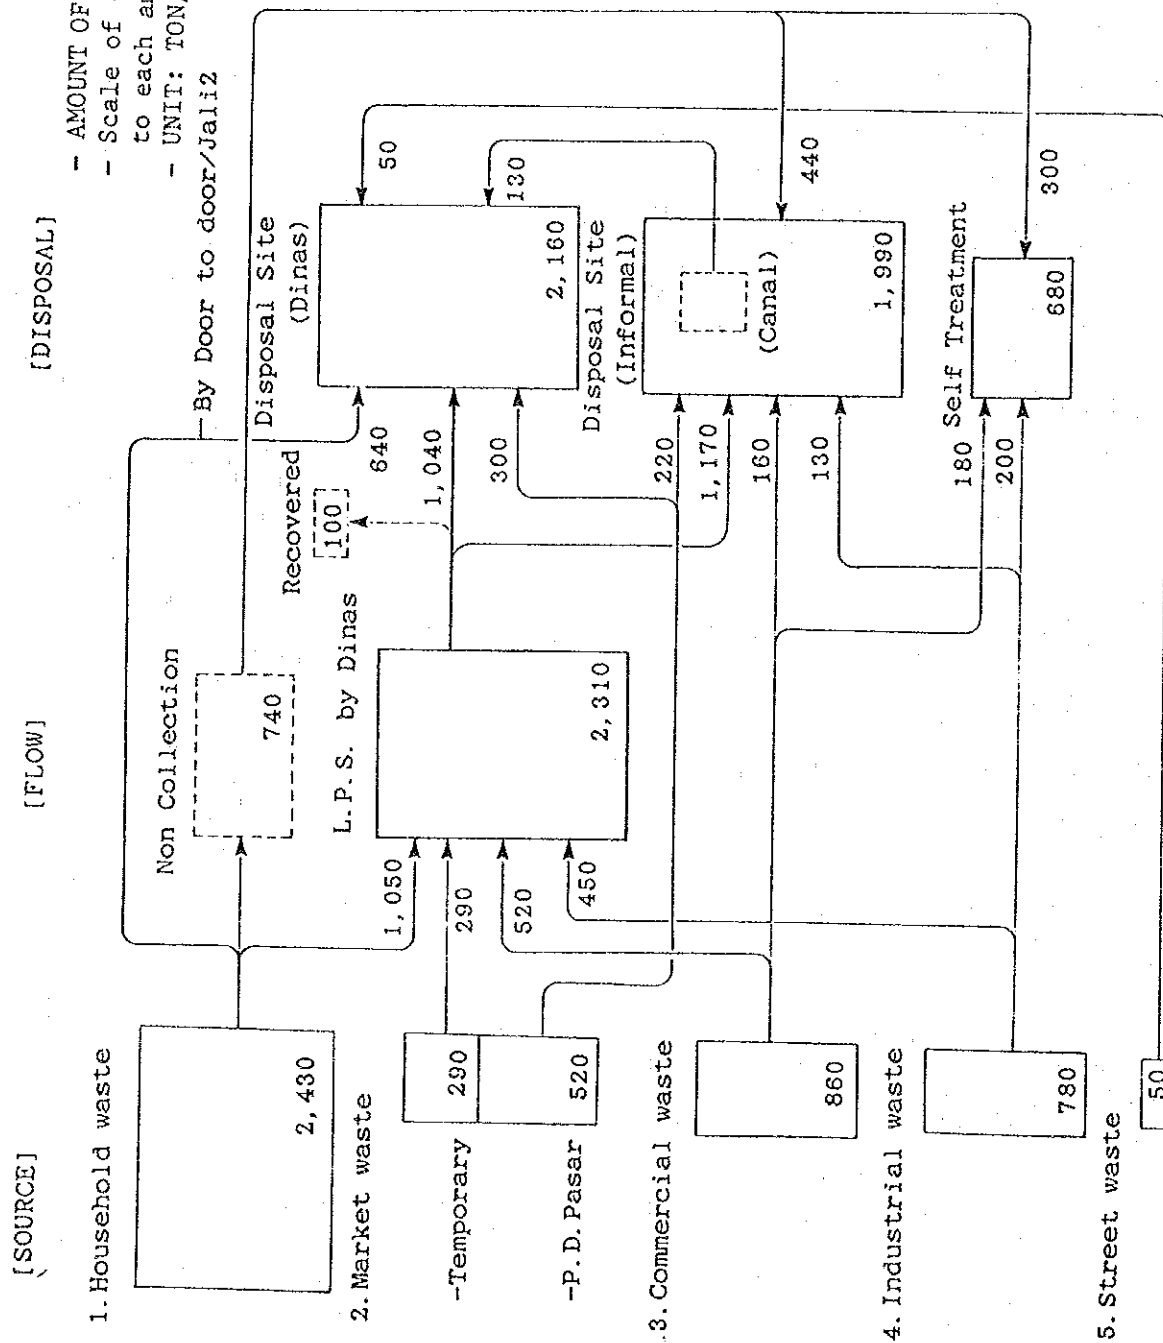 [SOURCE]
[FLOW]
[DISPOSAL]
- AMOUNT OF
- Scale of
to each
- UNIT: TON
By Door to door/Jali2
1. Household waste
2,430
Non Collection
740
Disposal Site
(Dinas)
2,160
50
130
640
1,040
300
Recovered
100
L.P.S. by Dinas
2,310
1,050
290
520
450
2. Market waste
-Temporary
290
-P.D.Pasar
520
Disposal Site
(Informal)
(Canal)
1,990
220
1,170
160
130
440
3. Commercial waste
860
Self Treatment
680
180
200
300
4. Industrial waste
780
5. Street waste
50